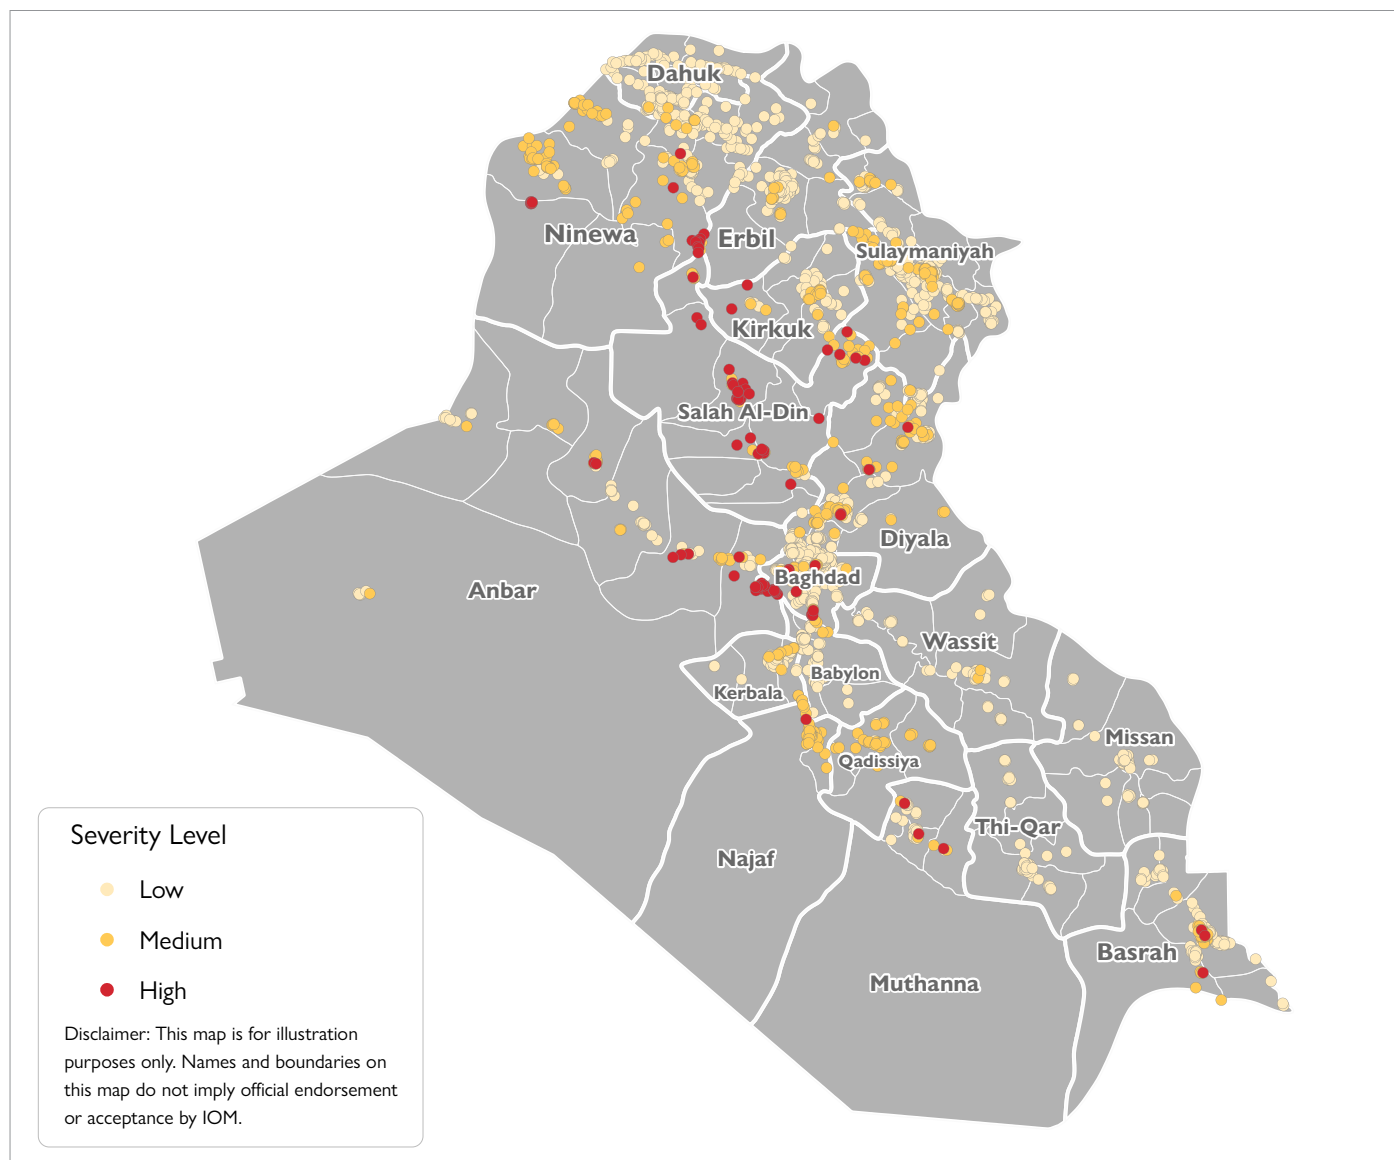 Dahuk
Ninewa
Erbil
Sulaymaniyah
Kirkuk
Salah Al-Din
Diyala
Baghdad
Anbar
Wassit
Babylon
Kerbala
Missan
Qadissiya
Thi-Qar
Najaf
Basrah
Muthanna
Severity Level
Low
Medium
High
Disclaimer: This map is for illustration
purposes only. Names and boundaries on
this map do not imply official endorsement
or acceptance by IOM.